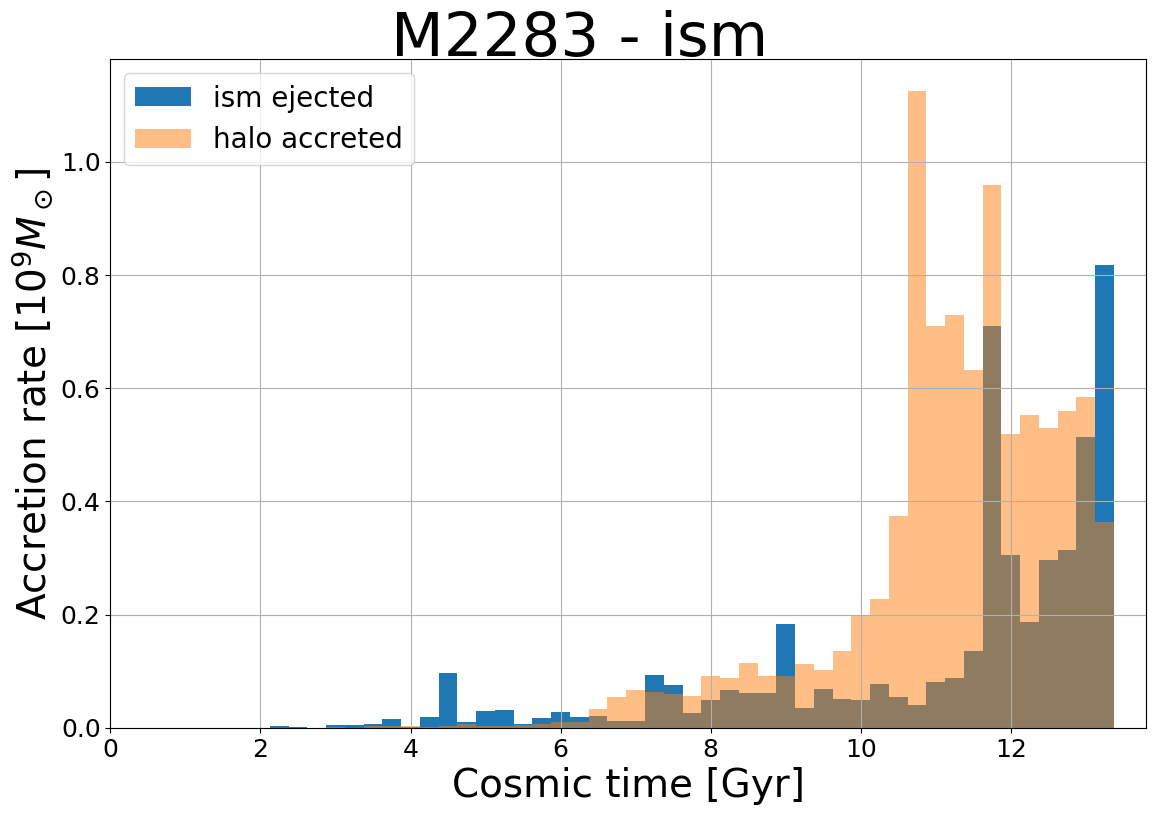 M2283 - ism
ism ejected
halo accreted
Accretion rate [10⁹M⊙]
1.0
0.8
0.6
0.4
0.2
0.0
0 2 4 6 8 10 12
Cosmic time [Gyr]